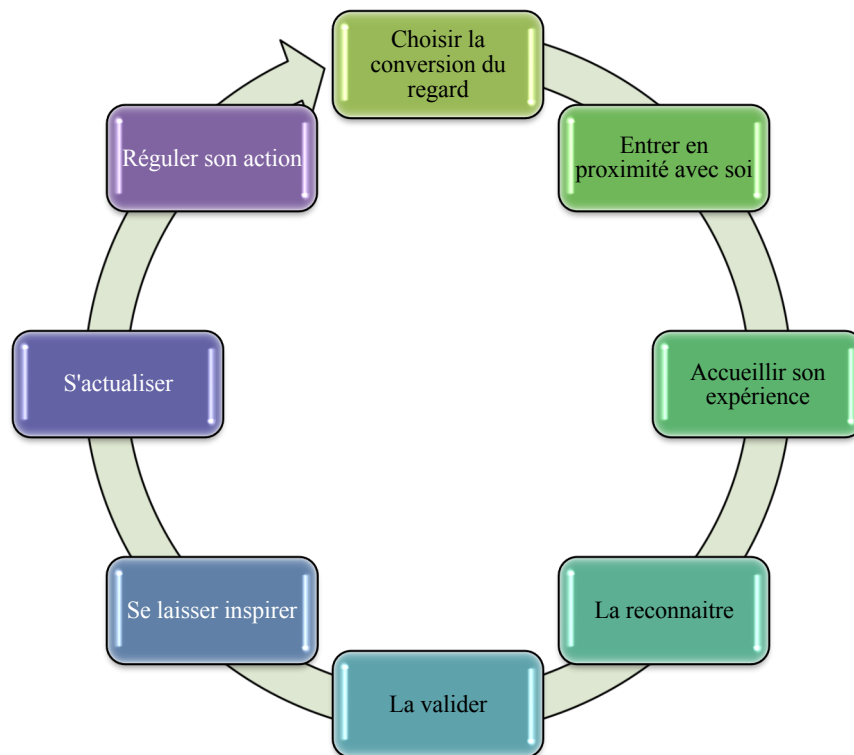 Choisir la
conversion du
regard
Entrer en
proximité avec soi
Accueillir son
expérience
La reconnaitre
La valider
Se laisser inspirer
S'actualiser
Réguler son action